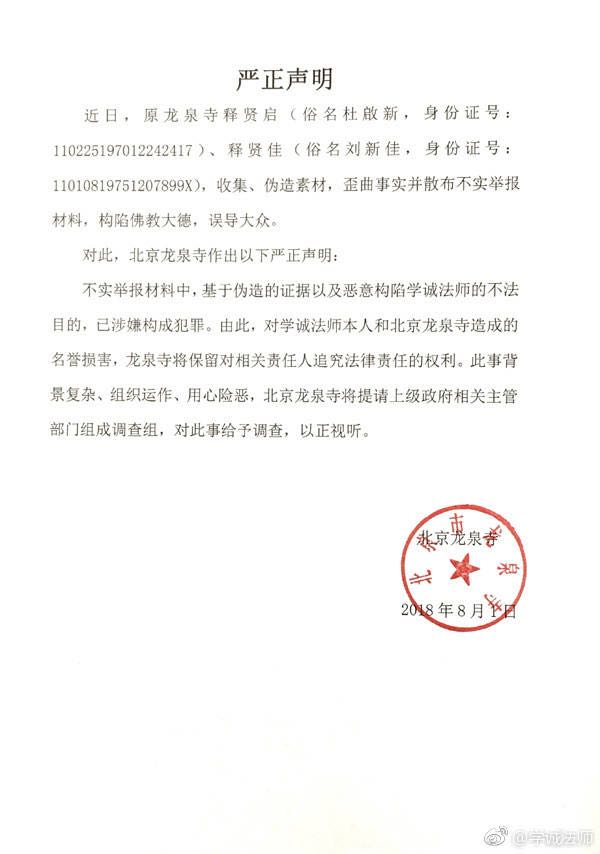 严正声明
近日，原龙泉寺释贤启（俗名杜啟新，身份证号：
110225197012242417）、释贤佳（俗名刘新佳，身份证号：
11010819751207899X），收集、伪造素材，歪曲事实并散布不实举报
材料，构陷佛教大德，误导大众。
对此，北京龙泉寺作出以下严正声明：
不实举报材料中，基于伪造的证据以及恶意构陷学诚法师的不法
目的，已涉嫌构成犯罪。由此，对学诚法师本人和北京龙泉寺造成的
名誉损害，龙泉寺将保留对相关责任人追究法律责任的权利。此事背
景复杂、组织运作、用心险恶，北京龙泉寺将提请上级政府相关主管
部门组成调查组，对此事给予调查，以正视听。
北京龙泉寺
北京市龙泉寺
2018年8月1日
@学诚法师